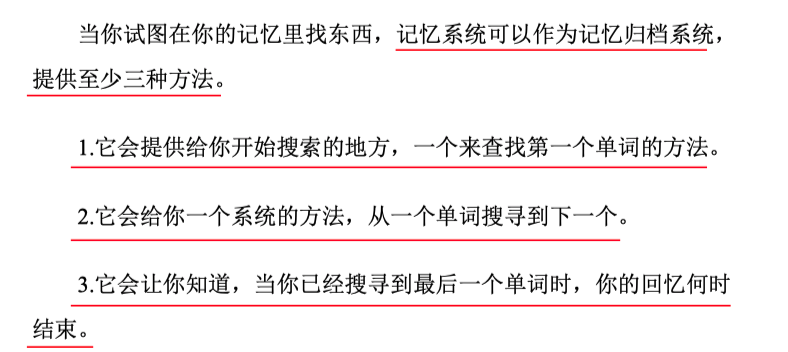 当你试图在你的记忆里找东西，记忆系统可以作为记忆归档系统，
提供至少三种方法。
1.它会提供给你开始搜索的地方，一个来查找第一个单词的方法。
2.它会给你一个系统的方法，从一个单词搜寻到下一个。
3.它会让你知道，当你已经搜寻到最后一个单词时，你的回忆何时
结束。